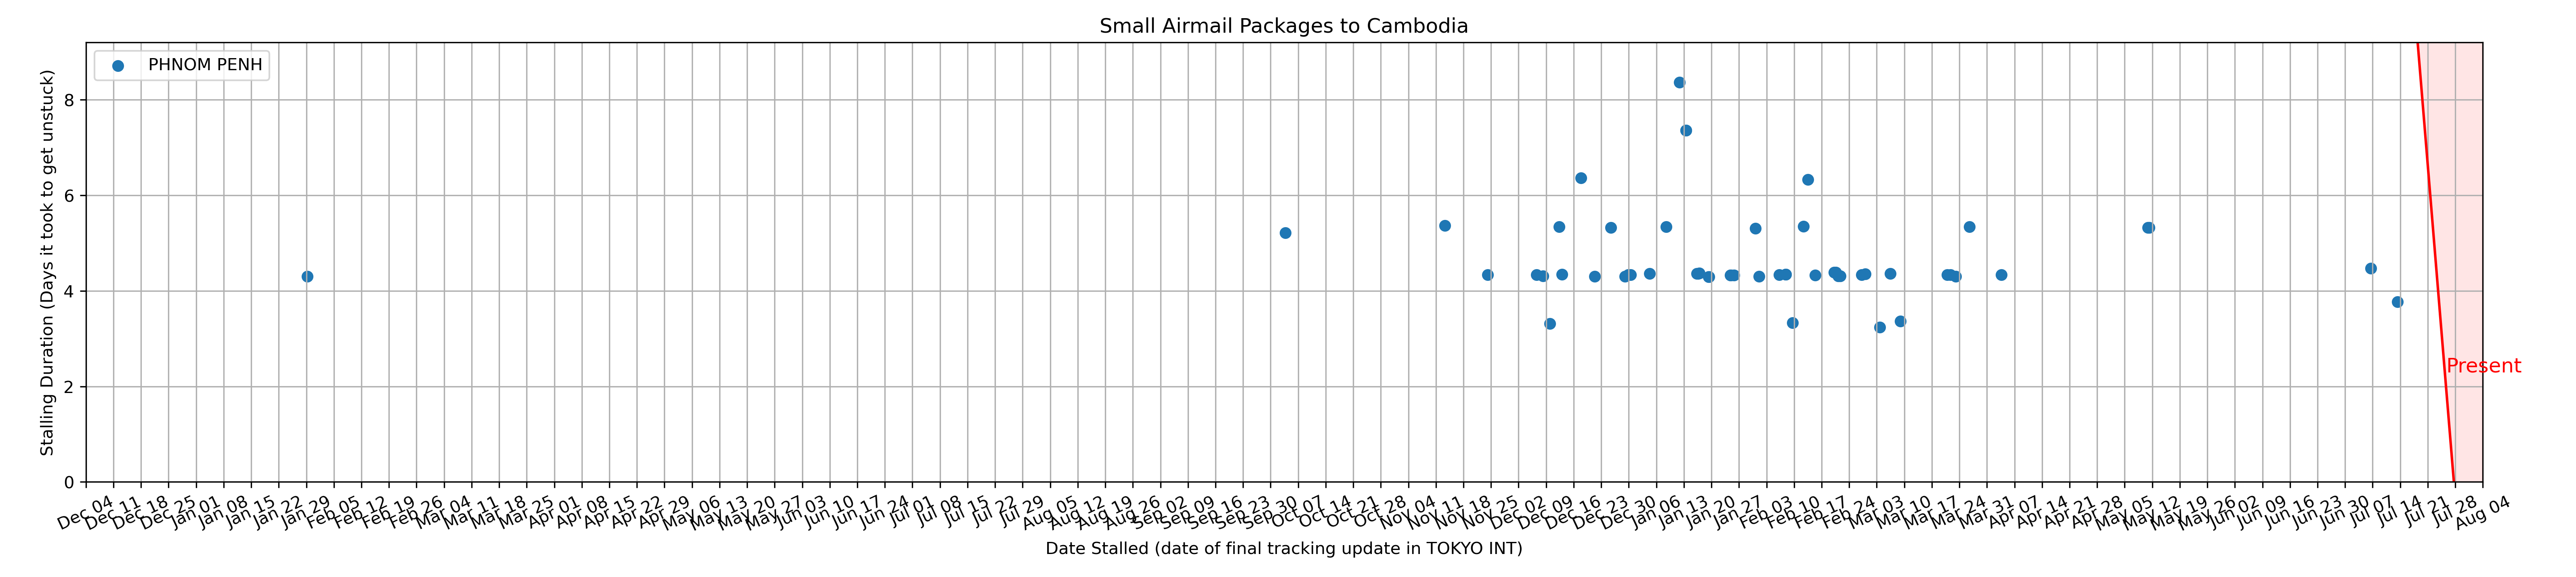 Small Airmail Packages to Cambodia
PHNOM PENH
Stalling Duration (Days it took to get unstuck)
8
6
4
2
0
Present
Dec 04
Dec 11
Dec 18
Dec 25
Jan 01
Jan 08
Jan 15
Jan 22
Jan 29
Feb 05
Feb 12
Feb 19
Feb 26
Mar 04
Mar 11
Mar 18
Mar 25
Apr 01
Apr 08
Apr 15
Apr 22
Apr 29
May 06
May 13
May 20
May 27
Jun 03
Jun 10
Jun 17
Jun 24
Jul 01
Jul 08
Jul 15
Jul 22
Jul 29
Aug 05
Aug 12
Aug 19
Aug 26
Sep 02
Sep 09
Sep 16
Sep 23
Sep 30
Oct 07
Oct 14
Oct 21
Oct 28
Nov 04
Nov 11
Nov 18
Nov 25
Dec 02
Dec 09
Dec 16
Dec 23
Dec 30
Jan 06
Jan 13
Jan 20
Jan 27
Feb 03
Feb 10
Feb 17
Feb 24
Mar 03
Mar 10
Mar 17
Mar 24
Mar 31
Apr 07
Apr 14
Apr 21
Apr 28
May 05
May 12
May 19
May 26
Jun 02
Jun 09
Jun 16
Jun 23
Jun 30
Jul 07
Jul 14
Jul 21
Jul 28
Aug 04
Date Stalled (date of final tracking update in TOKYO INT)